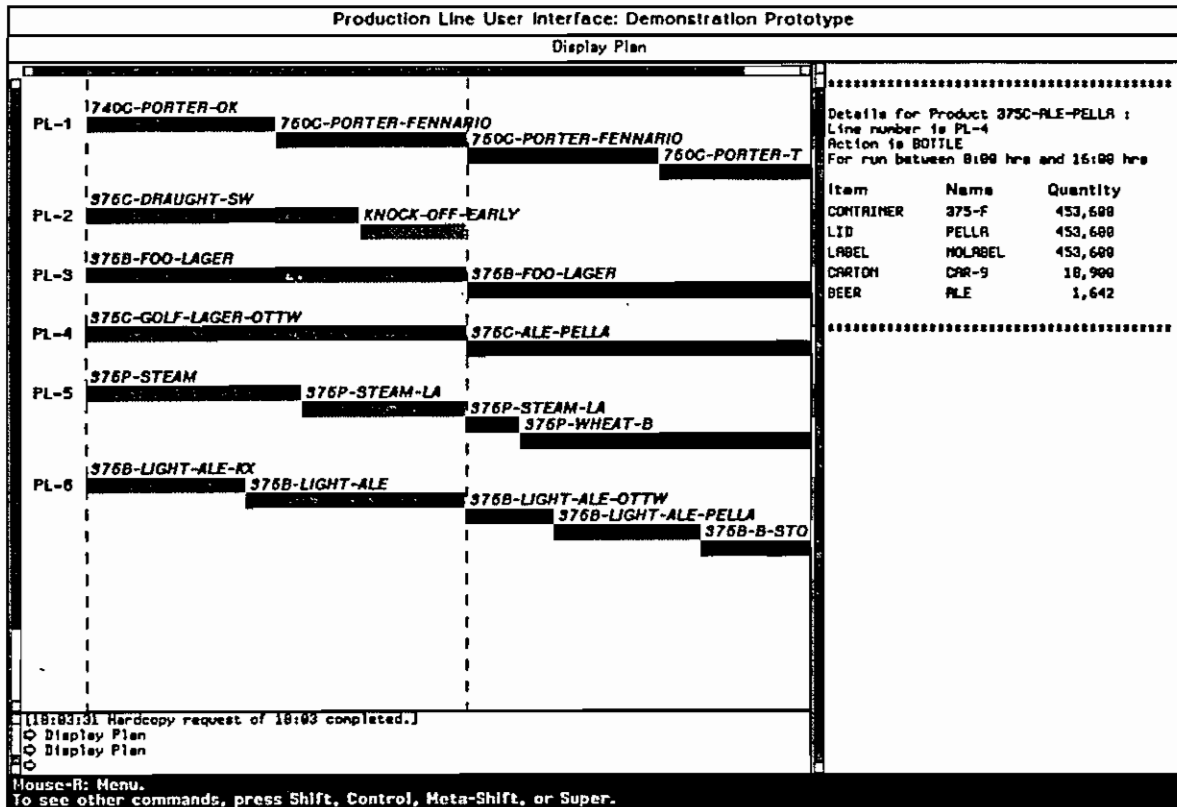 Production Line User Interface: Demonstration Prototype
Display Plan
740C-PORTER-OK
PL-1
750C-PORTER-FENNARIO
750C-PORTER-FENNARIO
750C-PORTER-T
375C-DRAUGHT-SW
PL-2
KNOCK-OFF-EARLY
375B-FOO-LAGER
PL-3
375B-FOO-LAGER
375C-GOLF-LAGER-OTTW
PL-4
375C-ALE-PELLA
375P-STEAM
PL-5
375P-STEAM-LA
375P-STEAM-LA
375P-WHEAT-B
375B-LIGHT-ALE-KX
PL-6
375B-LIGHT-ALE
375B-LIGHT-ALE-OTTW
375B-LIGHT-ALE-PELLA
375B-B-STO
[18:03:31 Hardcopy request of 18:03 completed.]
Display Plan
Display Plan
******************************************
Details for Product 375C-ALE-PELLA :
Line number is PL-4
Action is BOTTLE
For run between 8:00 hrs and 16:00 hrs
Item Name Quantity
CONTAINER 375-F 453,600
LID PELLA 453,600
LABEL NOLABEL 453,600
CARTON CAR-9 18,900
BEER ALE 1,642
******************************************
Mouse-R: Menu.
To see other commands, press Shift, Control, Meta-Shift, or Super.